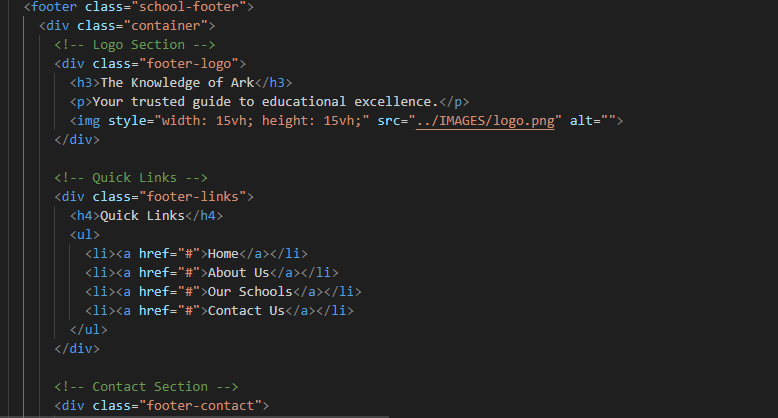 <footer class="school-footer">
<div class="container">
<!-- Logo Section -->
<div class="footer-logo">
<h3>The Knowledge of Ark</h3>
<p>Your trusted guide to educational excellence.</p>
<img style="width: 15vh; height: 15vh;" src="../IMAGES/logo.png" alt="">
</div>
<!-- Quick Links -->
<div class="footer-links">
<h4>Quick Links</h4>
<ul>
<li><a href="#">Home</a></li>
<li><a href="#">About Us</a></li>
<li><a href="#">Our Schools</a></li>
<li><a href="#">Contact Us</a></li>
</ul>
</div>
<!-- Contact Section -->
<div class="footer-contact">